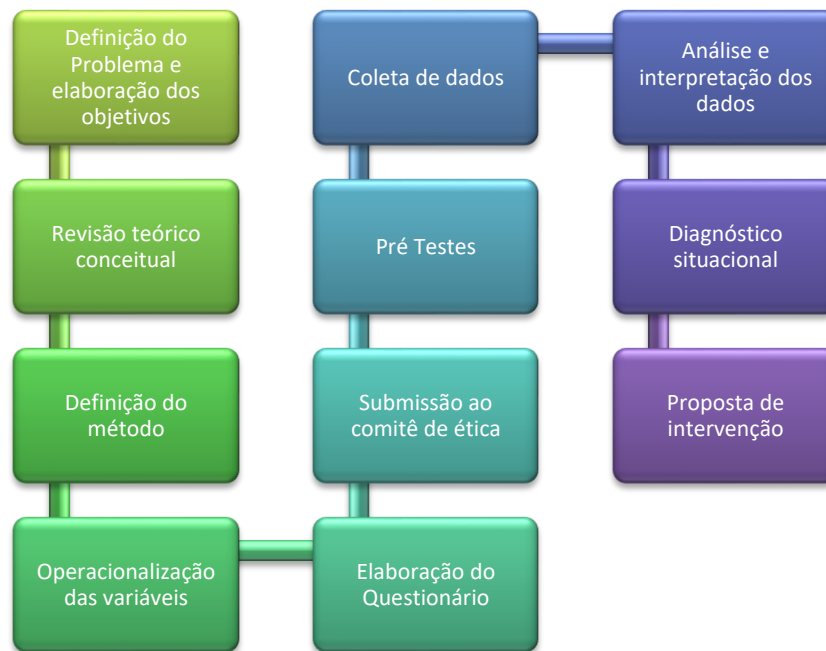 Definição do
Problema e
elaboração dos
objetivos
Revisão teórico
conceitual
Definição do
método
Operacionalização
das variáveis
Elaboração do
Questionário
Submissão ao
comitê de ética
Pré Testes
Coleta de dados
Análise e
interpretação dos
dados
Diagnóstico
situacional
Proposta de
intervenção